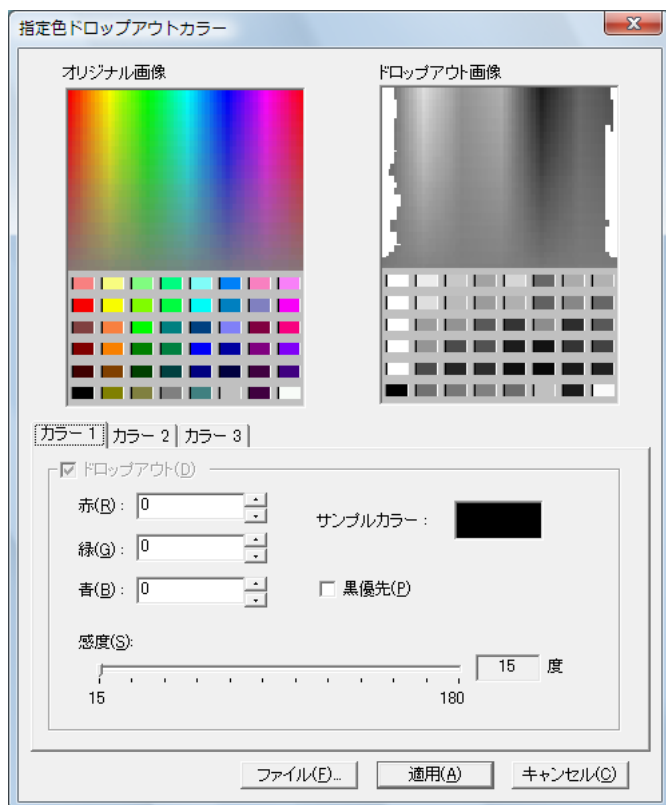 指定色ドロップアウトカラー
オリジナル画像
ドロップアウト画像
カラー 1 カラー 2 カラー 3
ドロップアウト(D)
赤(R) : 0
緑(G) : 0
青(B) : 0
サンプルカラー :
黒優先(P)
感度(S):
15 度
15 180
ファイル(F)... 適用(A) キャンセル(C)